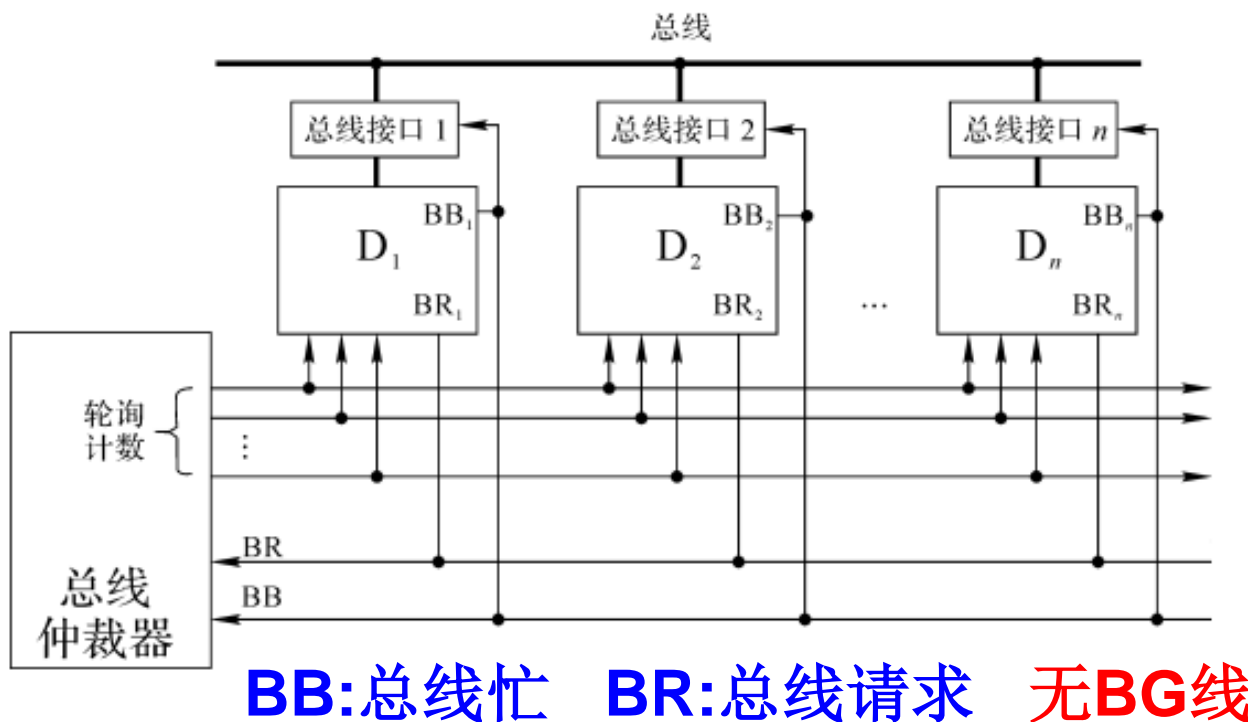 总线
总线接口 1 总线接口 2 总线接口 n
BB₁ BB₂ BBₙ
D₁ D₂ Dₙ
BR₁ BR₂ ... BRₙ
轮询
计数
⋮
BR
BB
总线
仲裁器
BB:总线忙 BR:总线请求 无BG线